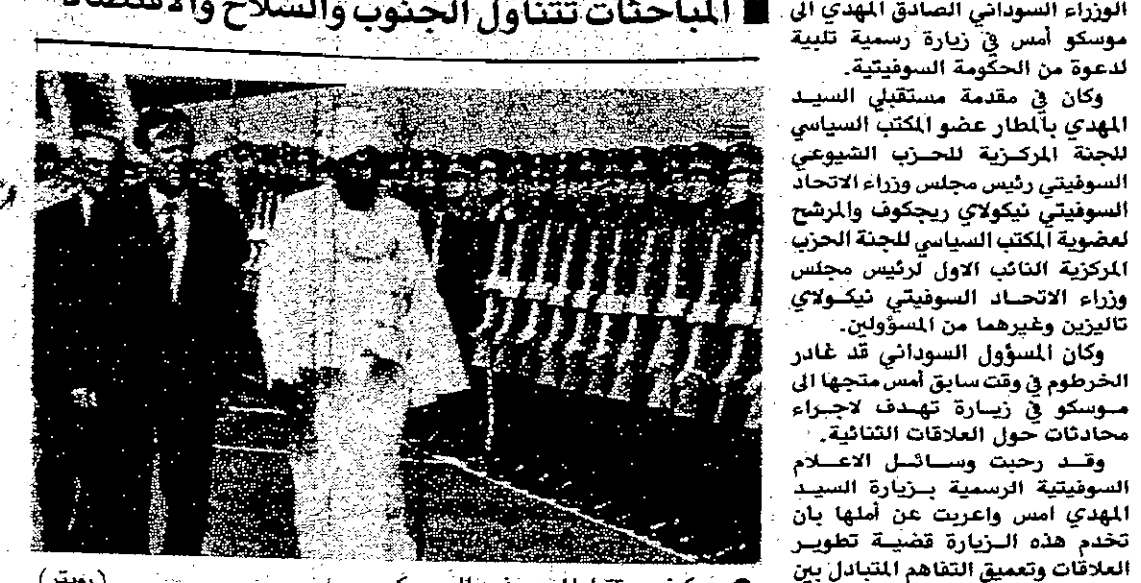 ■ المباحثات تتناول الجنوب والسلاح والاقتصاد
الوزراء السوداني الصادق المهدي الى
موسكو أمس في زيارة رسمية تلبية
لدعوة من الحكومة السوفيتية.
وكان في مقدمة مستقبلي السيد
المهدي بالمطار عضو المكتب السياسي
للجنة المركزية للحزب الشيوعي
السوفيتي رئيس مجلس وزراء الاتحاد
السوفيتي نيكولاي ريجكوف والمرشح
لعضوية المكتب السياسي للجنة الحزب
المركزية النائب الاول لرئيس مجلس
وزراء الاتحاد السوفيتي نيكولاي
تاليزين وغيرهما من المسؤولين.
وكان المسؤول السوداني قد غادر
الخرطوم في وقت سابق أمس متجها الى
موسكو في زيارة تهدف لاجراء
محادثات حول العلاقات الثنائية.
وقد رحبت وسائل الاعلام
السوفيتية الرسمية بزيارة السيد
المهدي امس واعربت عن أملها بان
تخدم هذه الزيارة قضية تطوير
العلاقات وتعميق التفاهم المتبادل بين
(رويتر)